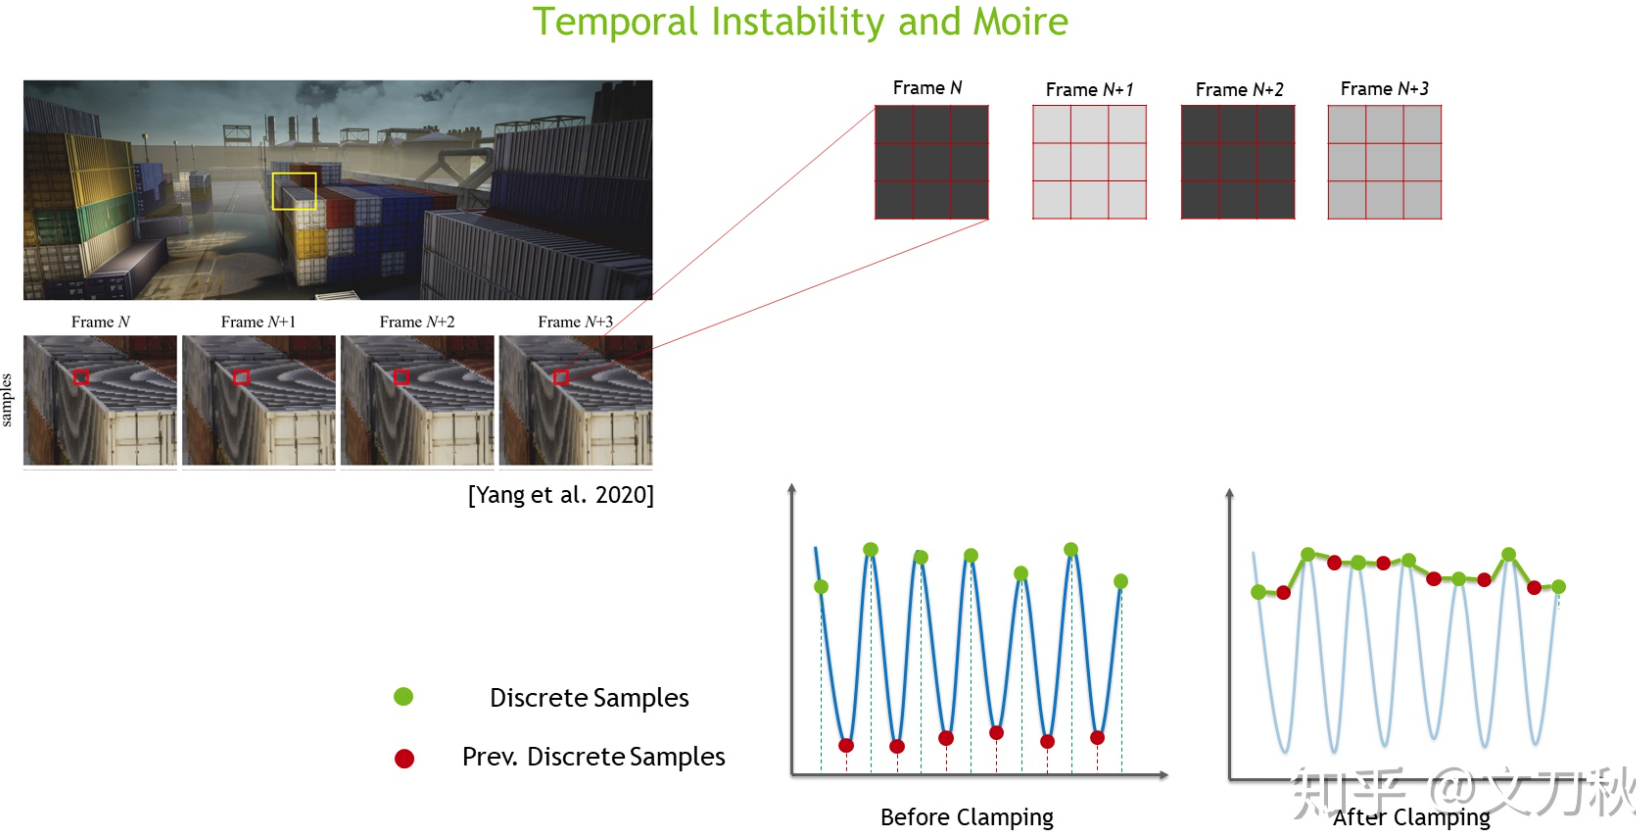 Temporal Instability and Moire
Frame N
Frame N+1
Frame N+2
Frame N+3
Frame N
Frame N+1
Frame N+2
Frame N+3
samples
[Yang et al. 2020]
Discrete Samples
Prev. Discrete Samples
Before Clamping
After Clamping
知乎 @文刀秋